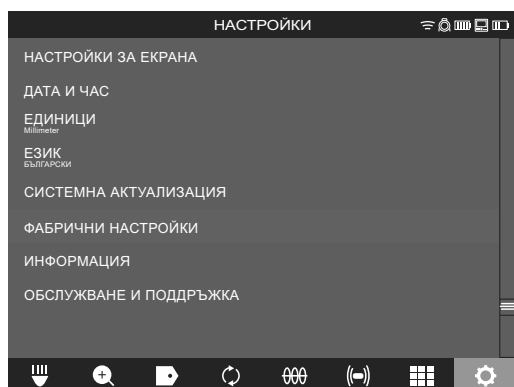 НАСТРОЙКИ
НАСТРОЙКИ ЗА ЕКРАНА
ДАТА И ЧАС
ЕДИНИЦИ
Millimeter
ЕЗИК
БЪЛГАРСКИ
СИСТЕМНА АКТУАЛИЗАЦИЯ
ФАБРИЧНИ НАСТРОЙКИ
ИНФОРМАЦИЯ
ОБСЛУЖВАНЕ И ПОДДРЪЖКА